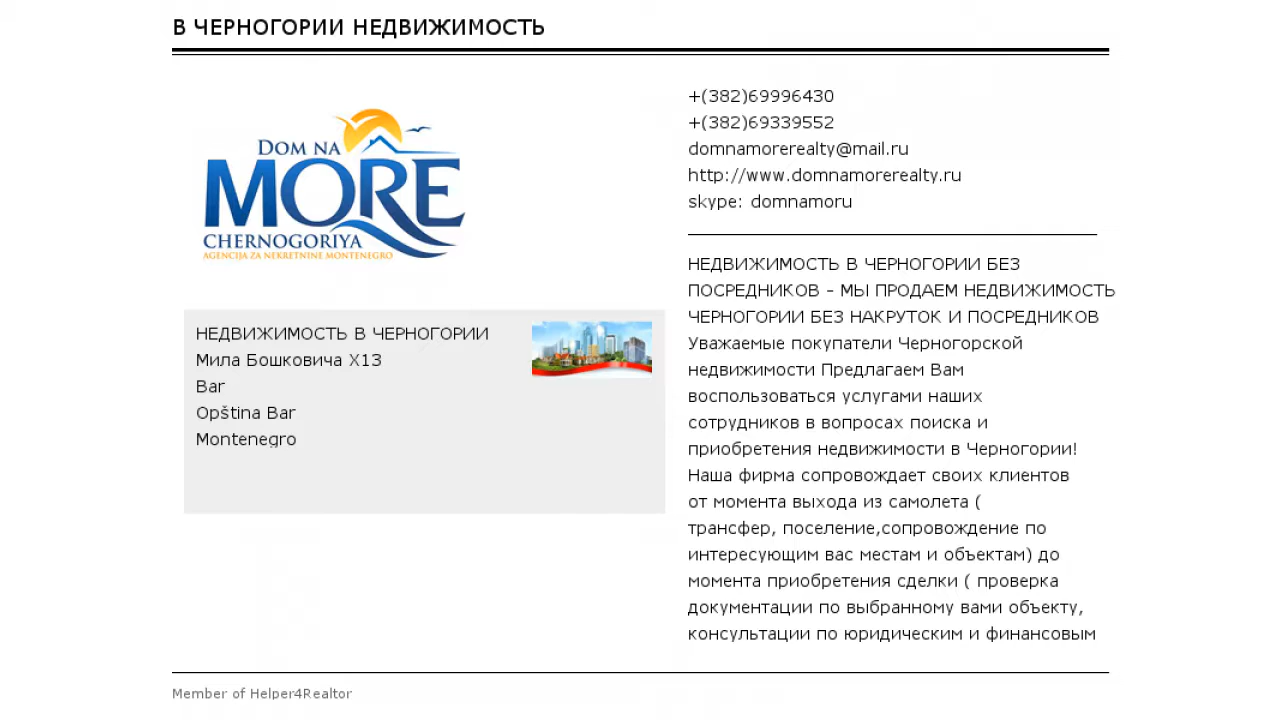 В ЧЕРНОГОРИИ НЕДВИЖИМОСТЬ
DOM NA
MORE
CHERNOGORIYA
AGENCIJA ZA NEKRETNINE MONTENEGRO
НЕДВИЖИМОСТЬ В ЧЕРНОГОРИИ
Мила Бошковича X13
Bar
Opština Bar
Montenegro
+(382)69996430
+(382)69339552
domnamorerealty@mail.ru
http://www.domnamorerealty.ru
skype: domnamoru
НЕДВИЖИМОСТЬ В ЧЕРНОГОРИИ БЕЗ
ПОСРЕДНИКОВ - МЫ ПРОДАЕМ НЕДВИЖИМОСТЬ
ЧЕРНОГОРИИ БЕЗ НАКРУТОК И ПОСРЕДНИКОВ
Уважаемые покупатели Черногорской
недвижимости Предлагаем Вам
воспользоваться услугами наших
сотрудников в вопросах поиска и
приобретения недвижимости в Черногории!
Наша фирма сопровождает своих клиентов
от момента выхода из самолета (
трансфер, поселение,сопровождение по
интересующим вас местам и объектам) до
момента приобретения сделки ( проверка
документации по выбранному вами объекту,
консультации по юридическим и финансовым
Member of Helper4Realtor